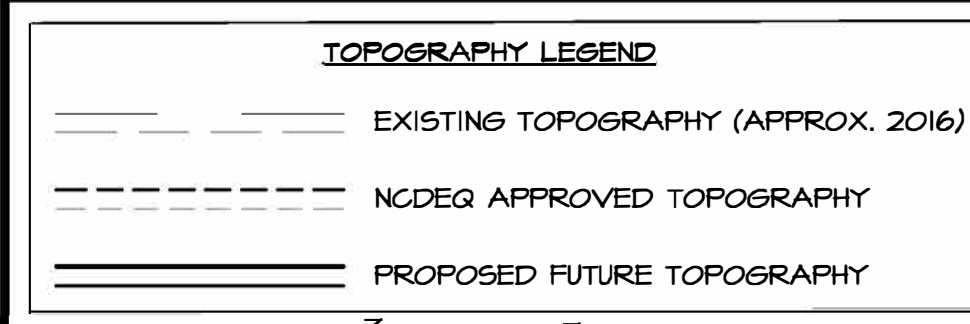 TOPOGRAPHY LEGEND
EXISTING TOPOGRAPHY (APPROX. 2016)
NCDEQ APPROVED TOPOGRAPHY
PROPOSED FUTURE TOPOGRAPHY